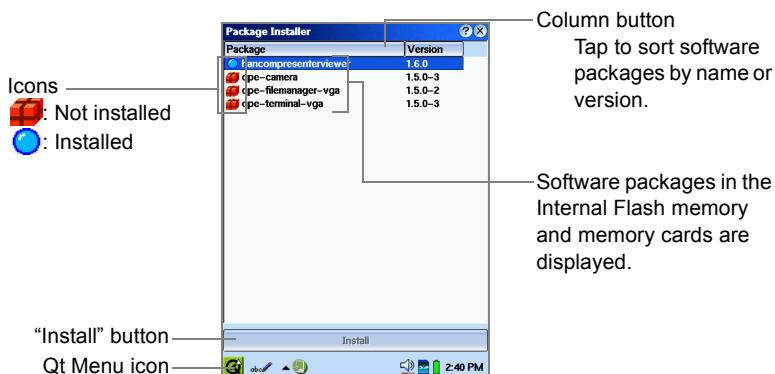 Package Installer
Package Version
hancompresenterviewer 1.6.0
ope-camera 1.5.0-3
ope-filemanager-vga 1.5.0-2
ope-terminal-vga 1.5.0-3
Install
abc
2:40 PM
Icons
: Not installed
: Installed
"Install" button
Qt Menu icon
Column button
Tap to sort software
packages by name or
version.
Software packages in the
Internal Flash memory
and memory cards are
displayed.